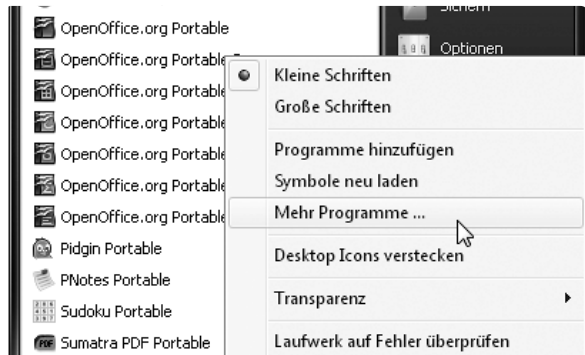 OpenOffice.org Portable
OpenOffice.org Portable
OpenOffice.org Portable
OpenOffice.org Portable
OpenOffice.org Portable
OpenOffice.org Portable
OpenOffice.org Portable
Pidgin Portable
PNotes Portable
Sudoku Portable
Sumatra PDF Portable
Sichern
Optionen
Kleine Schriften
Große Schriften
Programme hinzufügen
Symbole neu laden
Mehr Programme ...
Desktop Icons verstecken
Transparenz
Laufwerk auf Fehler überprüfen